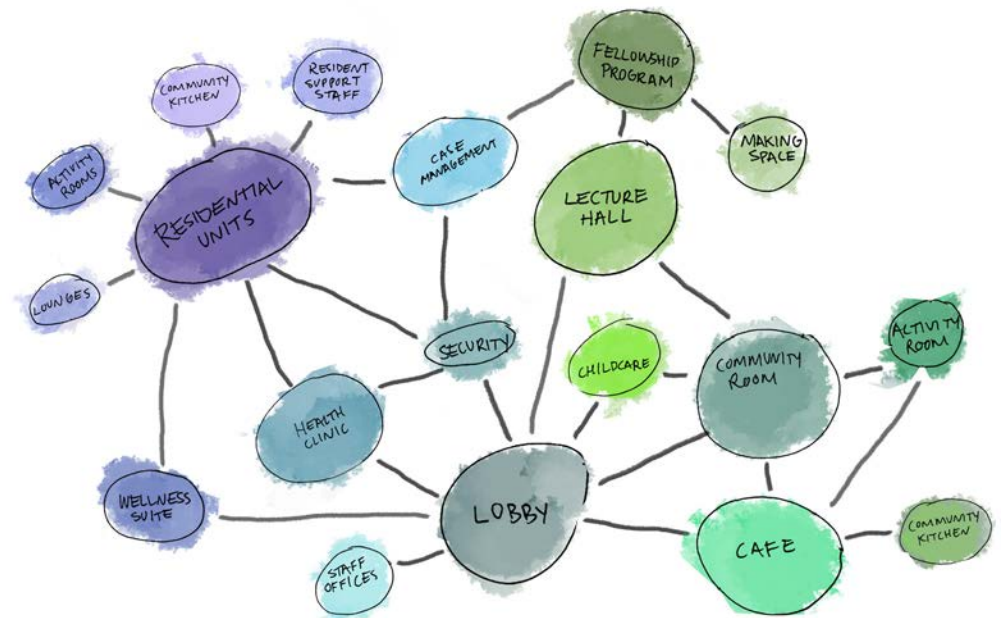 FELLOWSHIP
PROGRAM
RESIDENT
SUPPORT
STAFF
COMMUNITY
KITCHEN
CASE
MANAGEMENT
MAKING
SPACE
ACTIVITY
ROOMS
RESIDENTIAL
UNITS
LECTURE
HALL
LOUNGES
SECURITY
ACTIVITY
ROOM
CHILDCARE
COMMUNITY
ROOM
HEALTH
CLINIC
WELLNESS
SUITE
LOBBY
CAFE
COMMUNITY
KITCHEN
STAFF
OFFICES